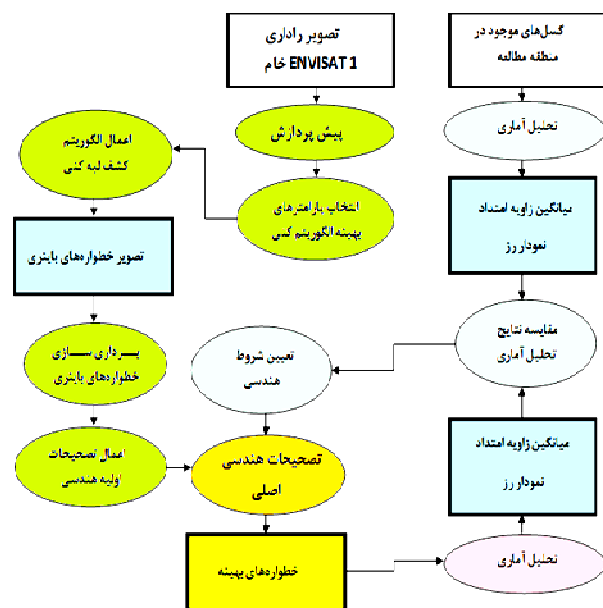 تصویر راداری
ENVISAT 1 خام
گسل‌های موجود در
منطقه مطالعه
پیش پردازش
تحلیل آماری
اعمال الگوریتم
کشف لبه کنی
انتخاب پارامترهای
بهینه الگوریتم کنی
میانگین زاویه امتداد
نمودار رز
تصویر خطواره‌های باینری
مقایسه نتایج
تحلیل آماری
تعیین شروط
هندسی
بــرداری ســازی
خطواره‌های باینری
میانگین زاویه امتداد
نمودار رز
اعمال تصحیحات
اولیه هندسی
تصحیحات هندسی
اصلی
خطواره‌های بهینه
تحلیل آماری